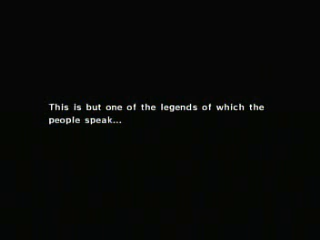 This is but one of the legends of which the
people speak...